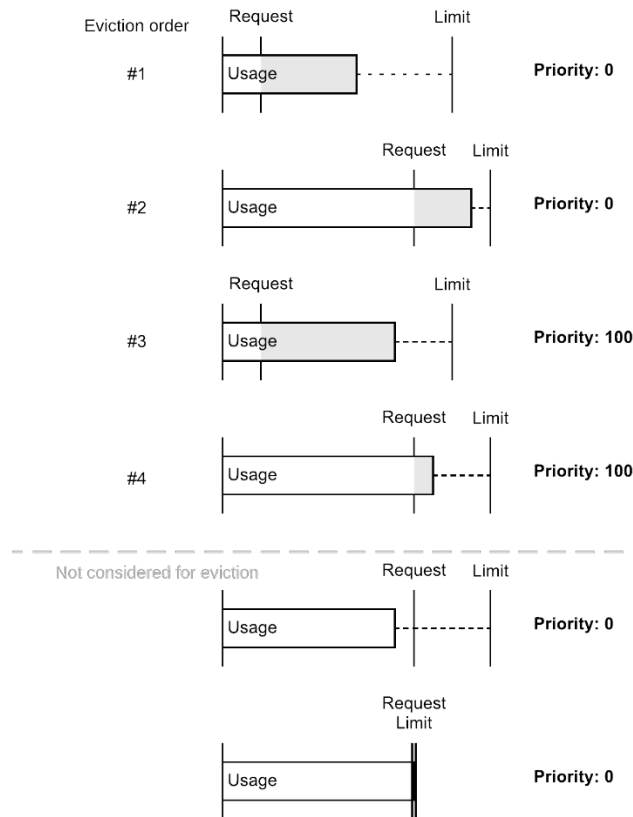 Eviction order
Request
Limit
#1
Usage
Priority: 0
Request
Limit
#2
Usage
Priority: 0
Request
Limit
#3
Usage
Priority: 100
Request
Limit
#4
Usage
Priority: 100
Not considered for eviction
Request
Limit
Usage
Priority: 0
Request
Limit
Usage
Priority: 0